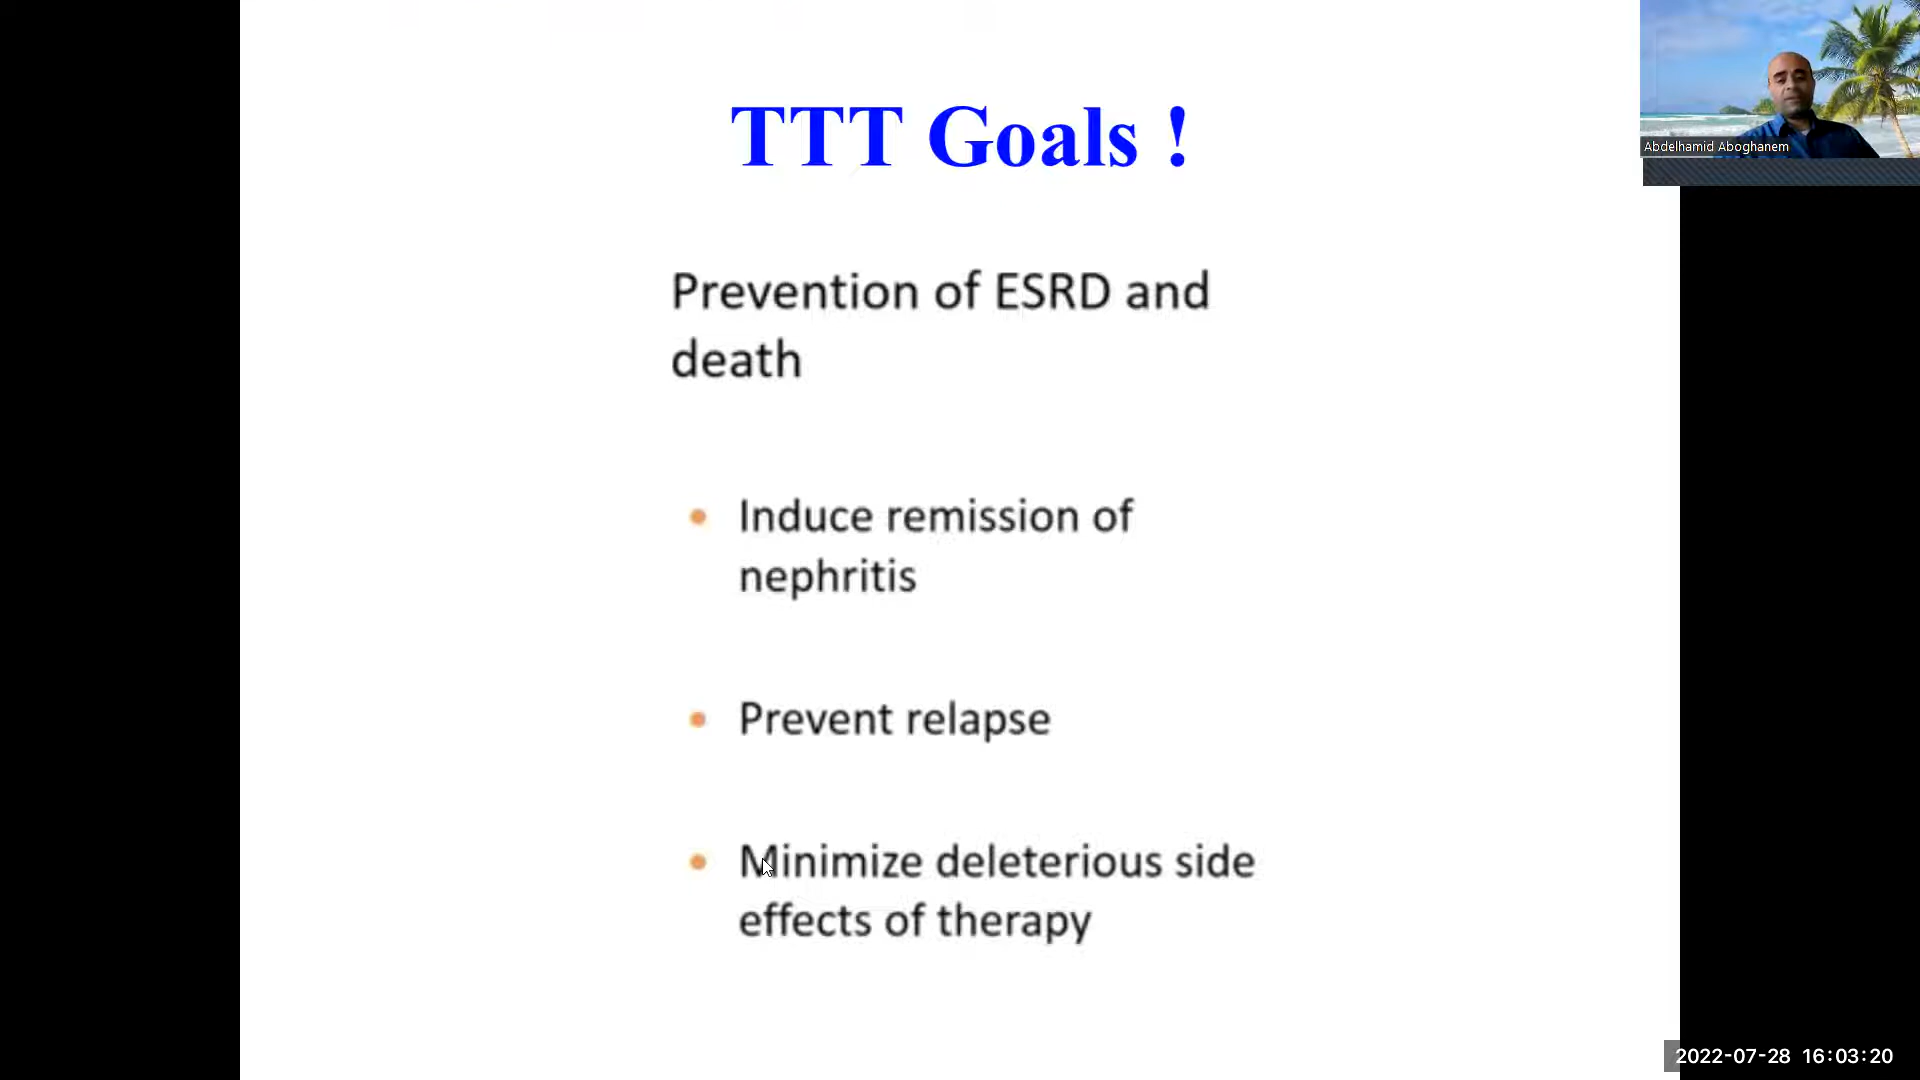 TTT Goals !
Abdelhamid Aboghanem
Prevention of ESRD and
death
• Induce remission of
nephritis
• Prevent relapse
• Minimize deleterious side
effects of therapy
2022-07-28 16:03:20